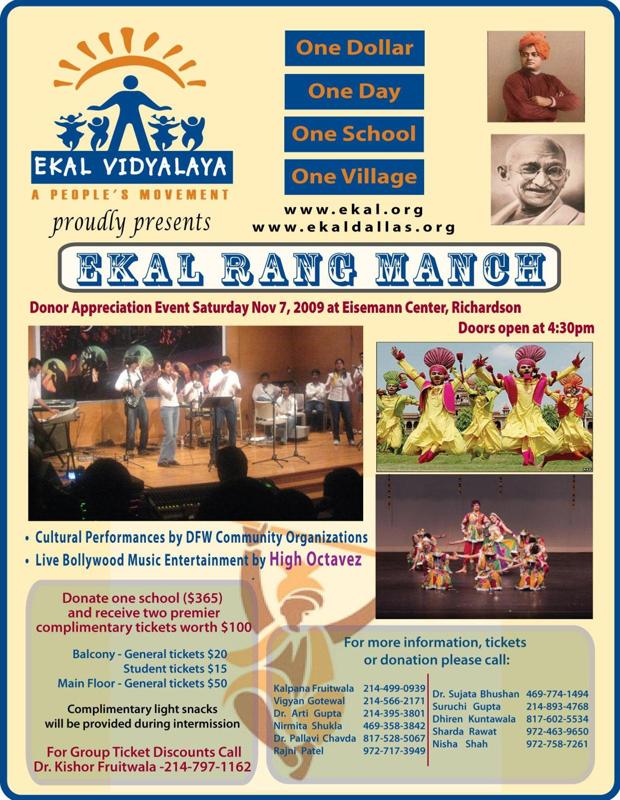 One Dollar
One Day
One School
One Village
EKAL VIDYALAYA
A PEOPLE'S MOVEMENT
proudly presents
www.ekal.org
www.ekaldallas.org
EKAL RANG MANCH
Donor Appreciation Event Saturday Nov 7, 2009 at Eisemann Center, Richardson
Doors open at 4:30pm
• Cultural Performances by DFW Community Organizations
• Live Bollywood Music Entertainment by High Octavez
Donate one school ($365)
and receive two premier
complimentary tickets worth $100
Balcony - General tickets $20
Student tickets $15
Main Floor - General tickets $50
Complimentary light snacks
will be provided during intermission
For Group Ticket Discounts Call
Dr. Kishor Fruitwala -214-797-1162
For more information, tickets
or donation please call:
Kalpana Fruitwala 214-499-0939
Vigyan Gotewal 214-566-2171
Dr. Arti Gupta 214-395-3801
Nirmita Shukla 469-358-3842
Dr. Pallavi Chavda 817-528-5067
Rajni Patel 972-717-3949
Dr. Sujata Bhushan 469-774-1494
Suruchi Gupta 214-893-4768
Dhiren Kuntawala 817-602-5534
Sharda Rawat 972-463-9650
Nisha Shah 972-758-7261